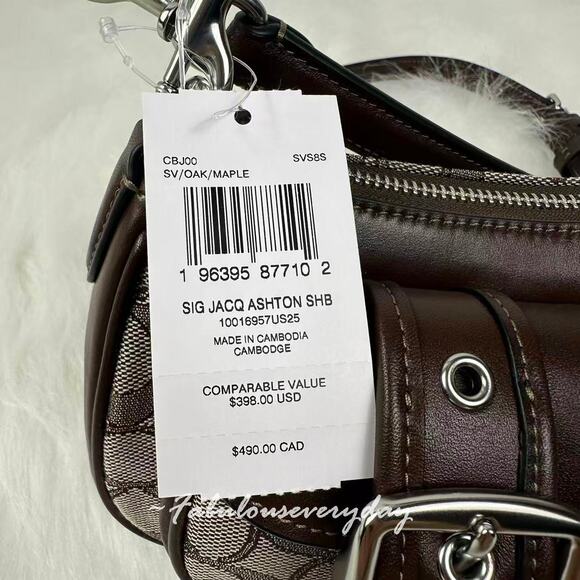 CBJ00 SVS8S
SV/OAK/MAPLE
1 96395 87710 2
SIG JACQ ASHTON SHB
10016957US25
MADE IN CAMBODIA
CAMBODGE
COMPARABLE VALUE
$398.00 USD
$490.00 CAD
~Fabulouseveryday